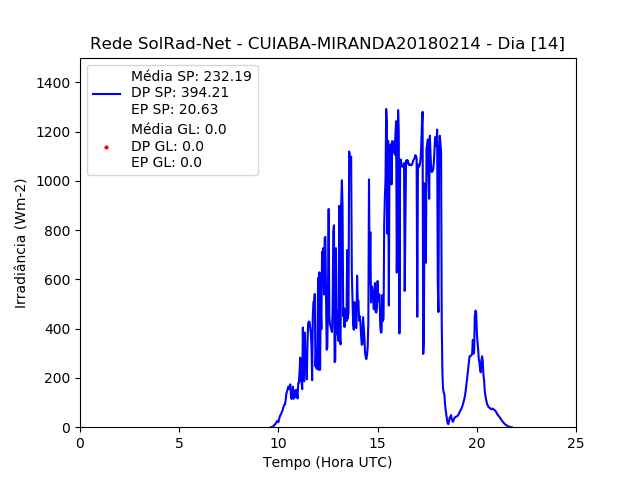 Rede SolRad-Net - CUIABA-MIRANDA20180214 - Dia [14]
Média SP: 232.19
DP SP: 394.21
EP SP: 20.63
Média GL: 0.0
DP GL: 0.0
EP GL: 0.0
1400
1200
1000
800
600
400
200
0
Irradiância (Wm-2)
0 5 10 15 20 25
Tempo (Hora UTC)